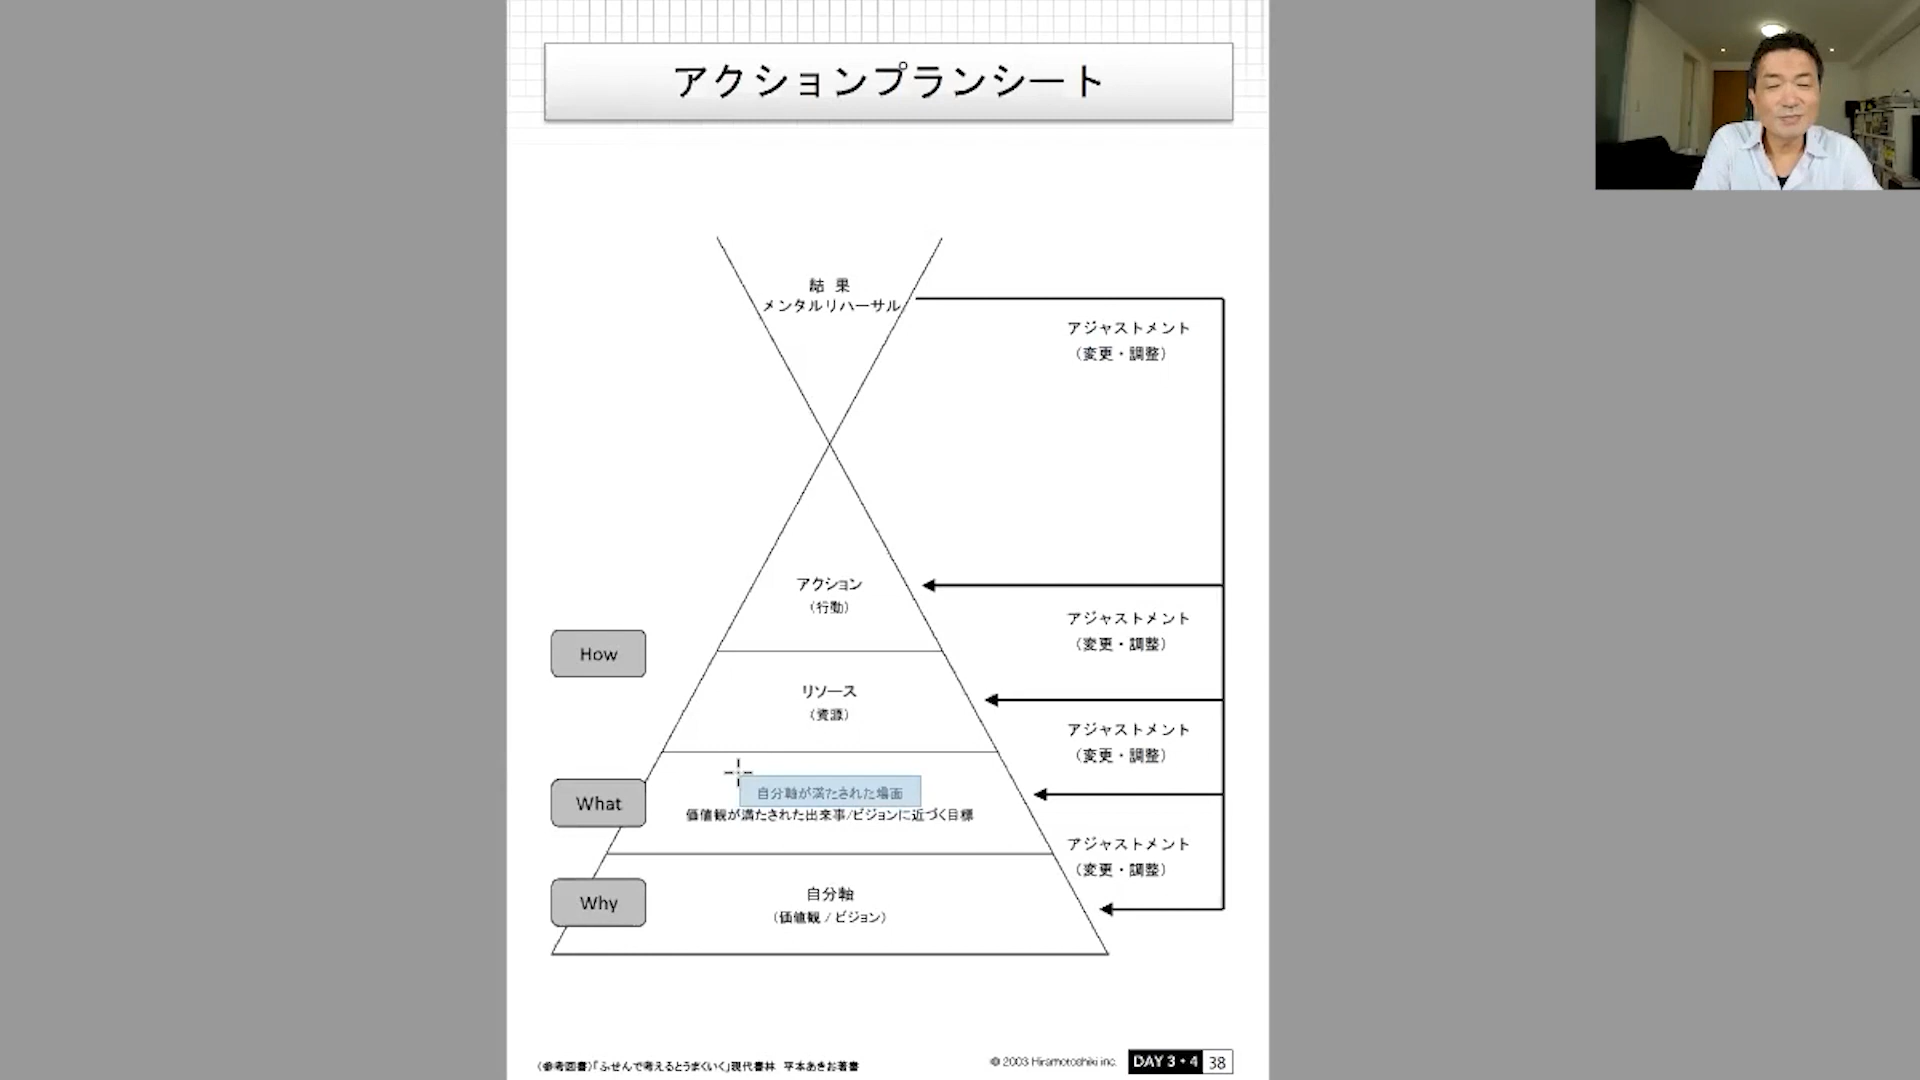 アクションプランシート
結 果
メンタルリハーサル
アジャストメント
（変更・調整）
アクション
（行動）
アジャストメント
（変更・調整）
How
リソース
（資源）
アジャストメント
（変更・調整）
What
自分軸が満たされた場面
価値観が満たされた出来事/ビジョンに近づく目標
アジャストメント
（変更・調整）
Why
自分軸
（価値観 / ビジョン）
（参考図書）「ふせんで考えるとうまくいく」現代書林 平本あきお著書
© 2003 Hiramotoshiki inc.
DAY 3・4 38